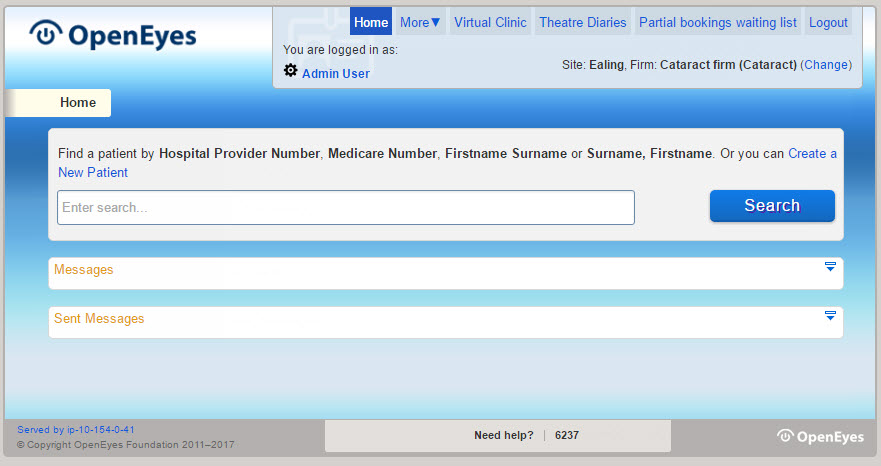 OpenEyes
Home More▼ Virtual Clinic Theatre Diaries Partial bookings waiting list Logout
You are logged in as:
Admin User
Site: Ealing, Firm: Cataract firm (Cataract) (Change)
Home
Find a patient by Hospital Provider Number, Medicare Number, Firstname Surname or Surname, Firstname. Or you can Create a
New Patient
Enter search...
Search
Messages
Sent Messages
Served by ip-10-154-0-41
© Copyright OpenEyes Foundation 2011–2017
Need help? | 6237
OpenEyes